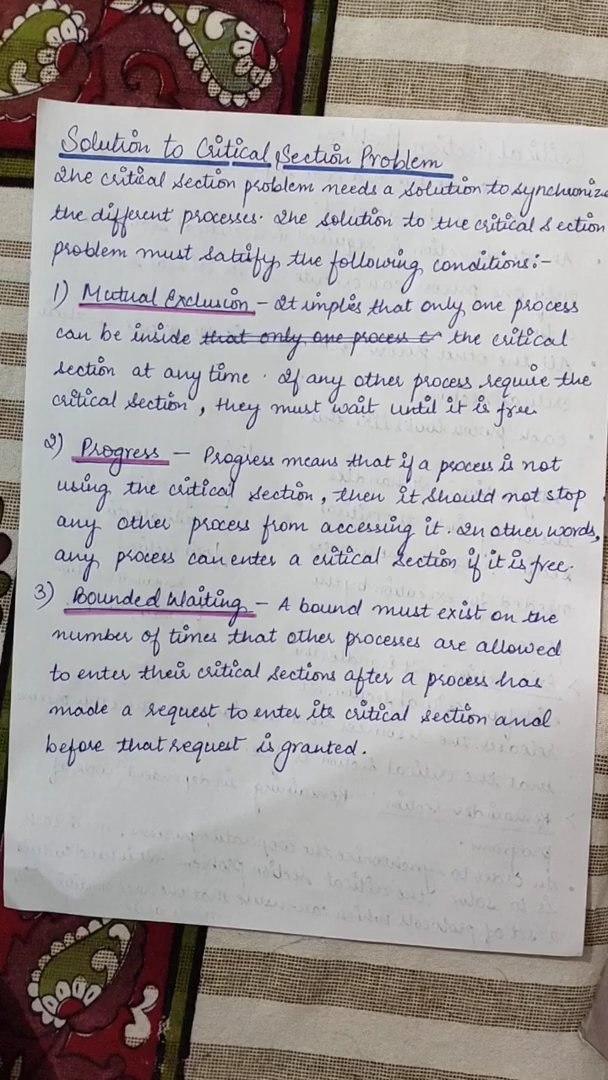 Solution to Critical Section Problem
The critical section problem needs a solution to synchronize
the different processes. The solution to the critical section
problem must satisfy the following conditions:-
1) Mutual Exclusion - It implies that only one process
can be inside that only one process c the critical
section at any time. If any other process require the
critical section, they must wait until it is free.
2) Progress - Progress means that if a process is not
using the critical section, then it should not stop
any other process from accessing it. In other words,
any process can enter a critical section if it is free.
3) Bounded Waiting - A bound must exist on the
number of times that other processes are allowed
to enter their critical sections after a process has
made a request to enter its critical section and
before that request is granted.